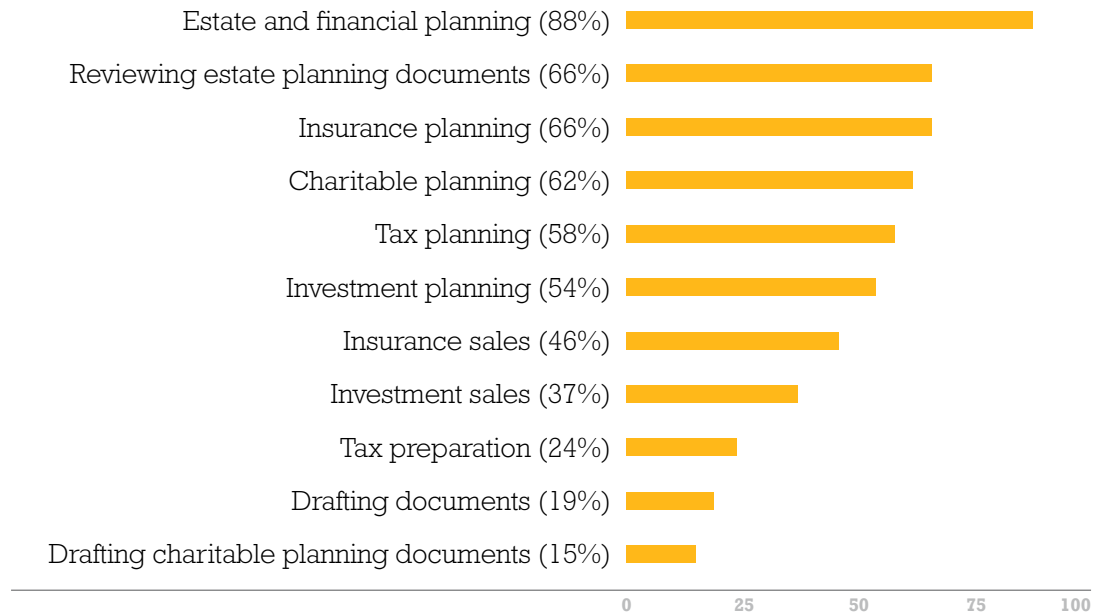 Estate and financial planning (88%)
Reviewing estate planning documents (66%)
Insurance planning (66%)
Charitable planning (62%)
Tax planning (58%)
Investment planning (54%)
Insurance sales (46%)
Investment sales (37%)
Tax preparation (24%)
Drafting documents (19%)
Drafting charitable planning documents (15%)
0 25 50 75 100